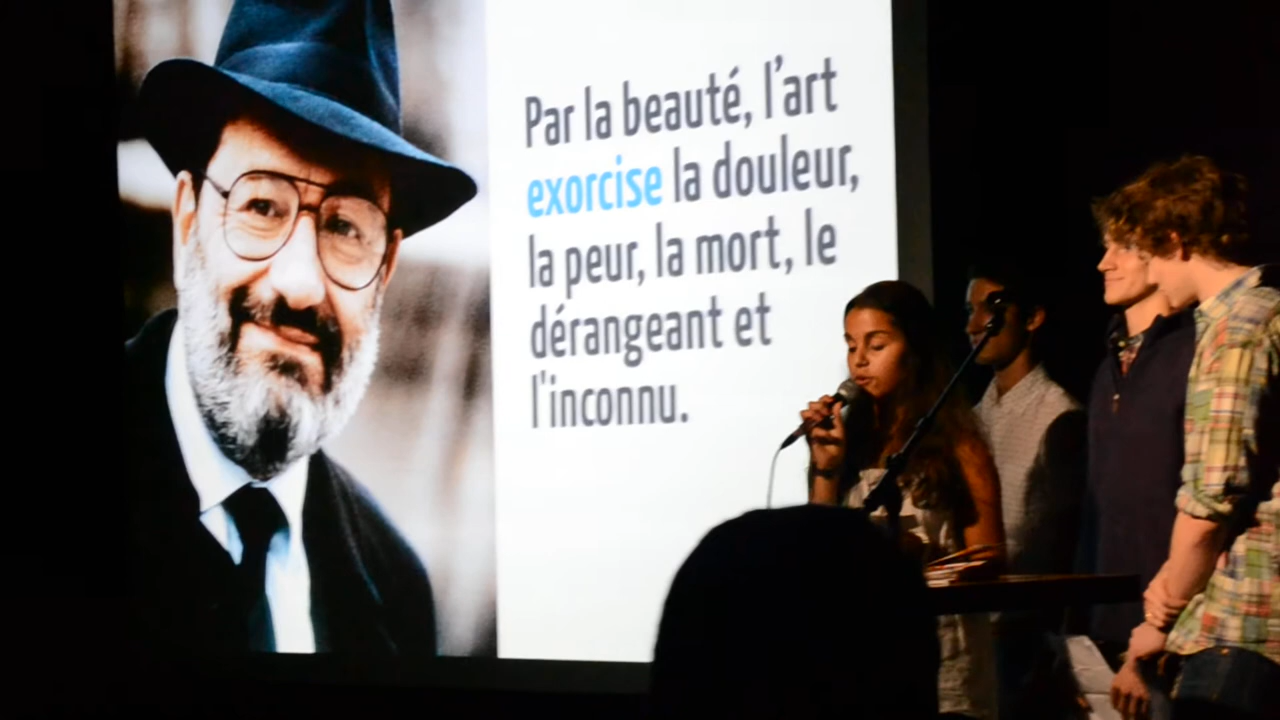 Par la beauté, l’art
exorcise la douleur,
la peur, la mort, le
dérangeant et
l'inconnu.